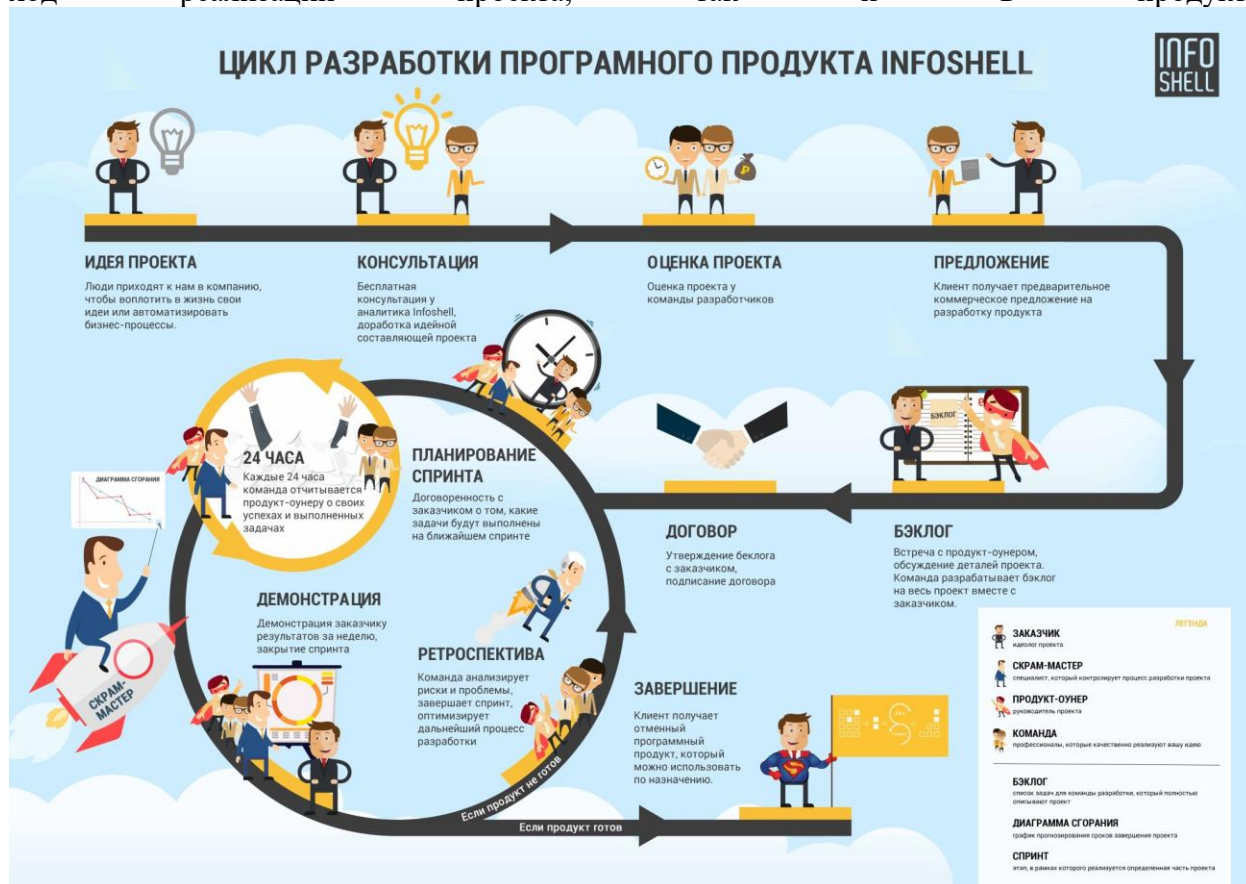 ЦИКЛ РАЗРАБОТКИ ПРОГРАМНОГО ПРОДУКТА INFOSHELL
INFO
SHELL
ИДЕЯ ПРОЕКТА
Люди приходят к нам в компанию,
чтобы воплотить в жизнь свои
идеи или автоматизировать
бизнес-процессы.
КОНСУЛЬТАЦИЯ
Бесплатная
консультация у
аналитика Infoshell,
доработка идейной
составляющей проекта
ОЦЕНКА ПРОЕКТА
Оценка проекта у
команды разработчиков
ПРЕДЛОЖЕНИЕ
Клиент получает предварительное
коммерческое предложение на
разработку продукта
БЭКЛОГ
БЭКЛОГ
Встреча с продукт-оунером,
обсуждение деталей проекта.
Команда разрабатывает бэклог
на весь проект вместе с
заказчиком.
ДОГОВОР
Утверждение беклога
с заказчиком,
подписание договора
ПЛАНИРОВАНИЕ
СПРИНТА
Договоренность с
заказчиком о том, какие
задачи будут выполнены
на ближайшем спринте
24 ЧАСА
Каждые 24 часа
команда отчитывается
продукт-оунеру о своих
успехах и выполненных
задачах
ДИАГРАММА СГОРАНИЯ
СКРАМ-
МАСТЕР
ДЕМОНСТРАЦИЯ
Демонстрация заказчику
результатов за неделю,
закрытие спринта
РЕТРОСПЕКТИВА
Команда анализирует
риски и проблемы,
завершает спринт,
оптимизирует
дальнейший процесс
разработки
Если продукт не готов
Если продукт готов
ЗАВЕРШЕНИЕ
Клиент получает
отменный
программный
продукт, который
можно использовать
по назначению.
ЛЕГЕНДА
ЗАКАЗЧИК
идеолог проекта
СКРАМ-МАСТЕР
специалист, который контролирует процесс разработки проекта
ПРОДУКТ-ОУНЕР
руководитель проекта
КОМАНДА
профессионалы, которые качественно реализуют вашу идею
БЭКЛОГ
список задач для команды разработки, который полностью
описывают проект
ДИАГРАММА СГОРАНИЯ
график прогнозирования сроков завершения проекта
СПРИНТ
этап, в рамках которого реализуется определенная часть проекта